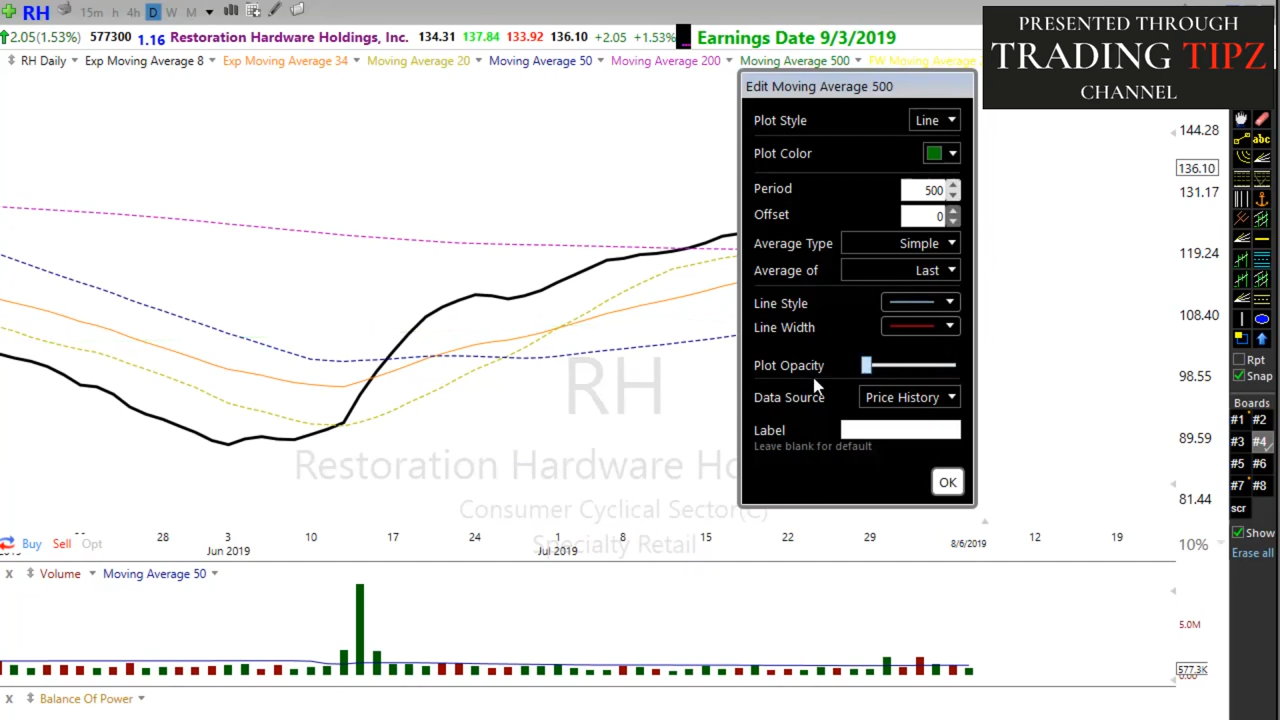 RH 15m h 4h D W M
2.05(1.53%) 577300 1.16 Restoration Hardware Holdings, Inc. 134.31 137.84 133.92 136.10 +2.05 +1.53% Earnings Date 9/3/2019
RH Daily Exp Moving Average 8 Exp Moving Average 34 Moving Average 20 Moving Average 50 Moving Average 200 Moving Average 500 FW Moving Average
PRESENTED THROUGH
TRADING TIPZ
CHANNEL
Edit Moving Average 500
Plot Style Line
Plot Color
Period 500
Offset 0
Average Type Simple
Average of Last
Line Style
Line Width
Plot Opacity
Data Source Price History
Label
Leave blank for default
OK
144.28
136.10
131.17
119.24
108.40
98.55
89.59
81.44
10%
RH
Restoration Hardware Ho
Consumer Cyclical Sector(C)
Specialty Retail
28 3 10 17 24 1 8 15 22 29 8/6/2019 12 19
Jun 2019 Jul 2019
Buy Sell Opt
X Volume Moving Average 50
5.0M
577.3K
0.00
X Balance Of Power
abc
Rpt
Snap
Boards
#1 #2
#3 #4
#5 #6
#7 #8
scr
Show
Erase all